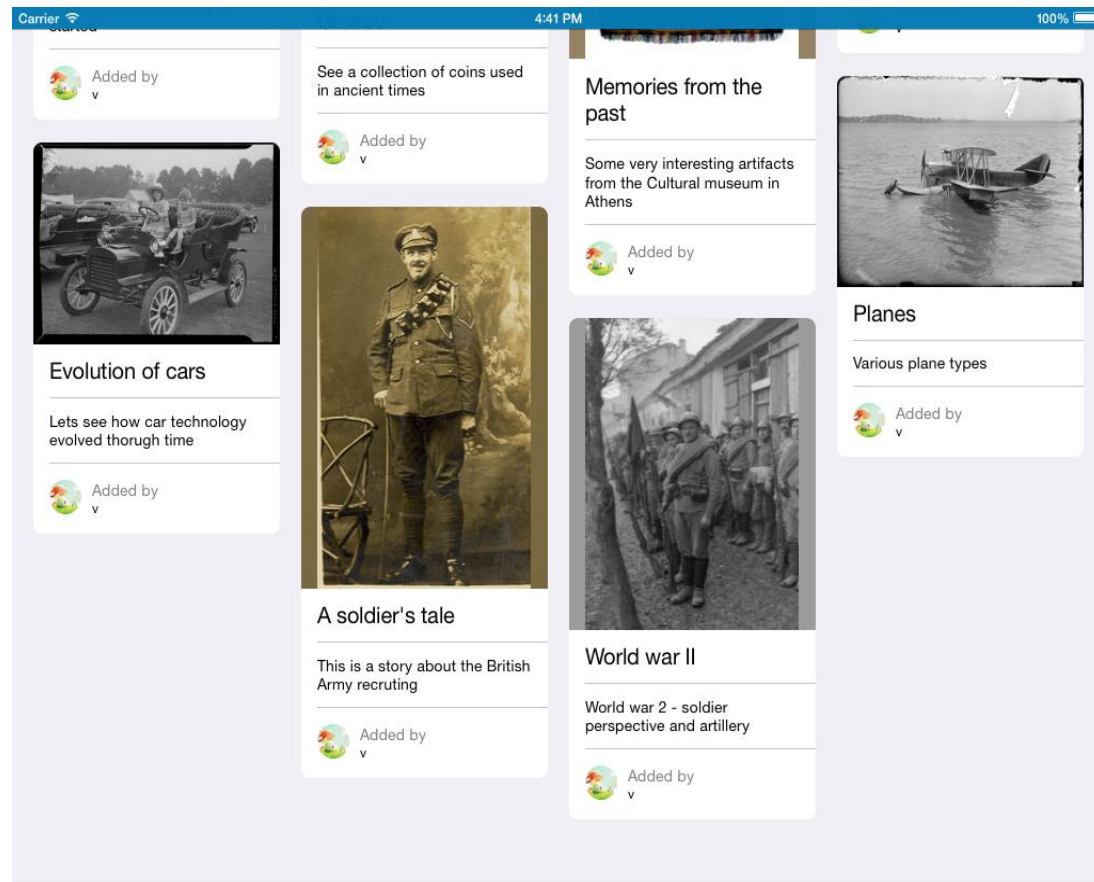 Carrier
4:41 PM
100%
started
Added by
v
Evolution of cars
Lets see how car technology
evolved thorugh time
Added by
v
Greece
See a collection of coins used
in ancient times
Added by
v
A soldier's tale
This is a story about the British
Army recruting
Added by
v
Memories from the
past
Some very interesting artifacts
from the Cultural museum in
Athens
Added by
v
World war II
World war 2 - soldier
perspective and artillery
Added by
v
v
Planes
Various plane types
Added by
v